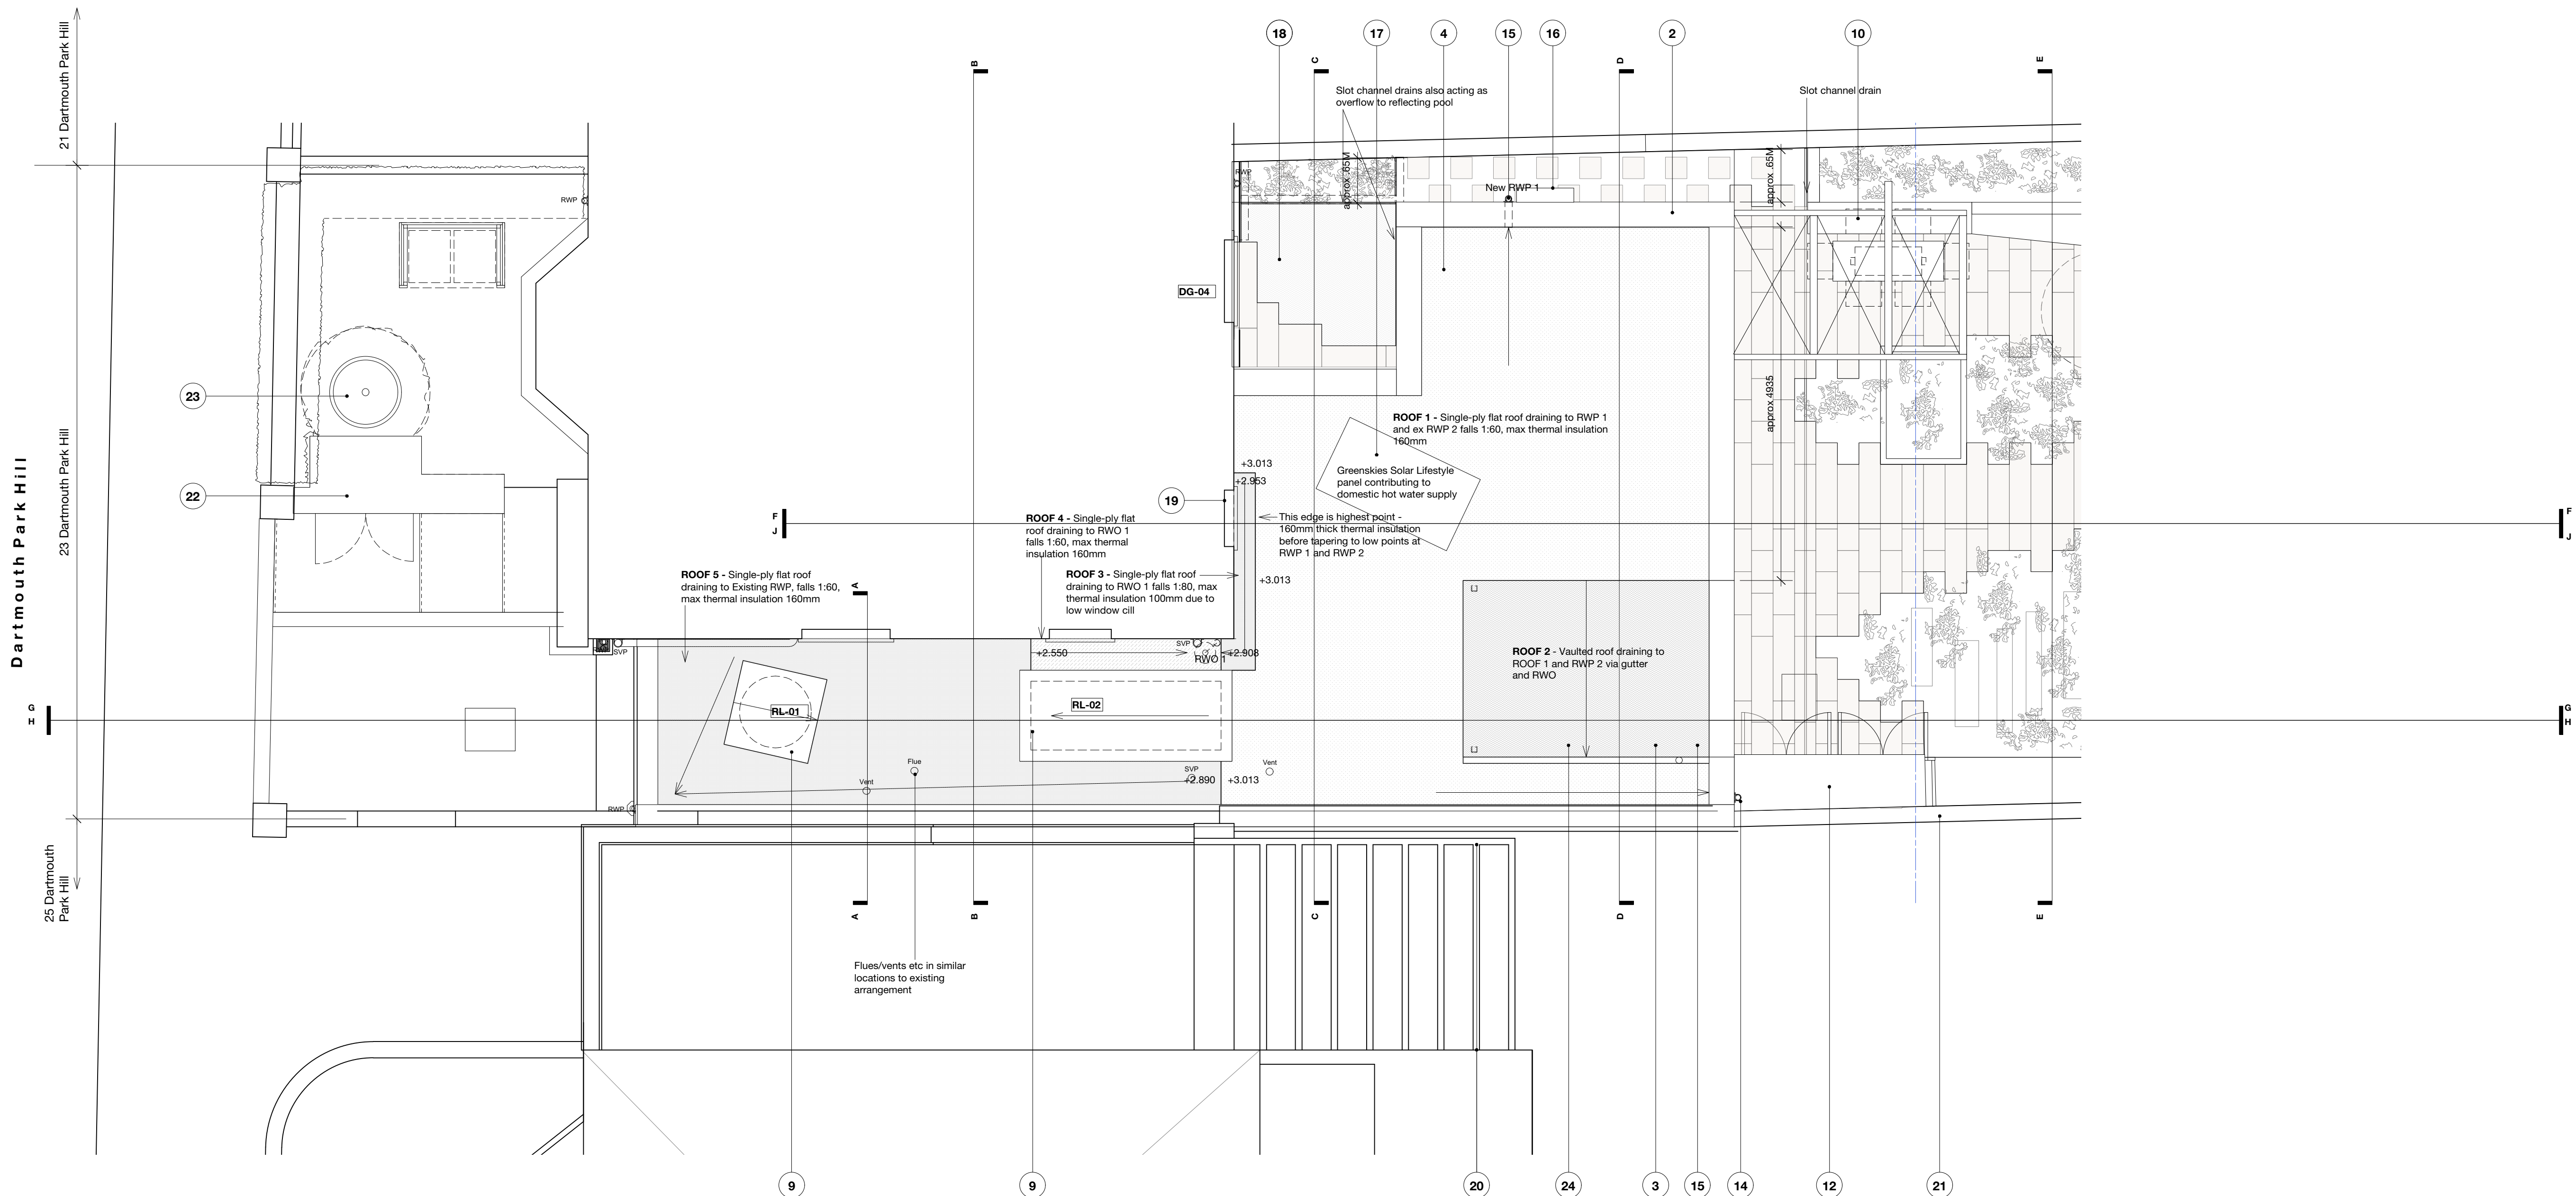 18
17
4
15
16
2
10
B
C
D
E
21 Dartmouth Park Hill
Slot channel drains also acting as
overflow to reflecting pool
Slot channel drain
approx .65M
approx .65M
RWP
RWP
New RWP 1
DG-04
23
22
19
Dartmouth Park Hill
23 Dartmouth Park Hill
25 Dartmouth
Park Hill
approx 4935
ROOF 1 - Single-ply flat roof draining to RWP 1
and ex RWP 2 falls 1:60, max thermal insulation
160mm
Greenskies Solar Lifestyle
panel contributing to
domestic hot water supply
+3.013
+2.953
This edge is highest point -
160mm thick thermal insulation
before tapering to low points at
RWP 1 and RWP 2
+3.013
F
J
F
J
ROOF 4 - Single-ply flat
roof draining to RWO 1
falls 1:60, max thermal
insulation 160mm
ROOF 3 - Single-ply flat roof
draining to RWO 1 falls 1:80, max
thermal insulation 100mm due to
low window cill
ROOF 5 - Single-ply flat roof
draining to Existing RWP, falls 1:60,
max thermal insulation 160mm
A
RWP
SVP
SVP
+2.550
RWO 1
+2.908
ROOF 2 - Vaulted roof draining to
ROOF 1 and RWP 2 via gutter
and RWO
RL-01
RL-02
G
H
G
H
Flue
Vent
SVP
Vent
+2.890
+3.013
RWP
A
B
C
D
E
Flues/vents etc in similar
locations to existing
arrangement
9
9
20
24
3
15
14
12
21